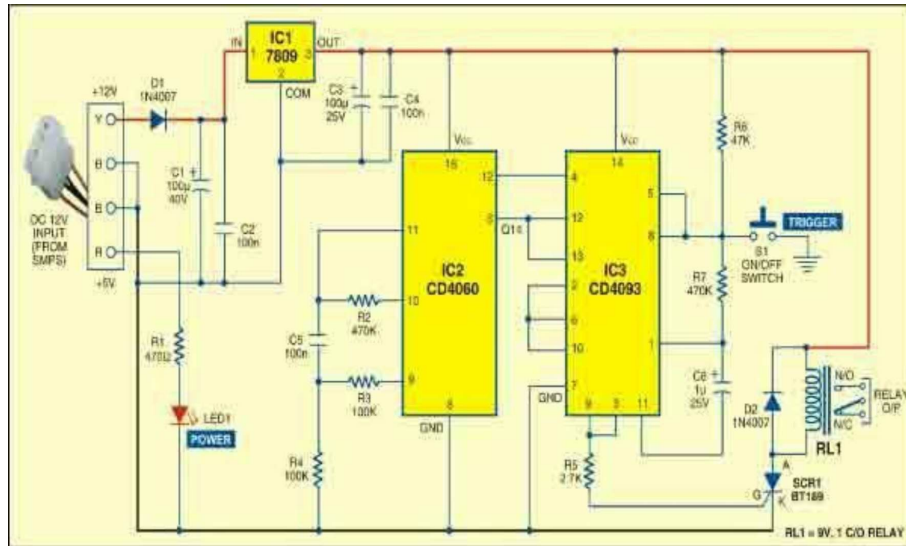 IC1
7809
IN
1
3
OUT
2
COM
D1
1N4007
+12V
Y
B
B
R
+5V
DC 12V
INPUT
(FROM
SMPS)
C1
100µ
40V
C2
100n
C3
100µ
25V
C4
100n
R1
470Ω
LED1
POWER
Vcc
16
12
11
IC2
CD4060
10
9
GND
R2
470K
C5
100n
R3
100K
R4
100K
Q14
Vcc
14
4
12
13
5
IC3
CD4093
6
10
1
7
GND
9
3
11
R5
2.7K
R6
47K
R7
470K
TRIGGER
S1
ON/OFF
SWITCH
1µ
25V
D2
1N4007
N/O
N/C
RELAY
O/P
RL1
A
G
K
SCR1
BT169
RL1 = 9V, 1 C/O RELAY